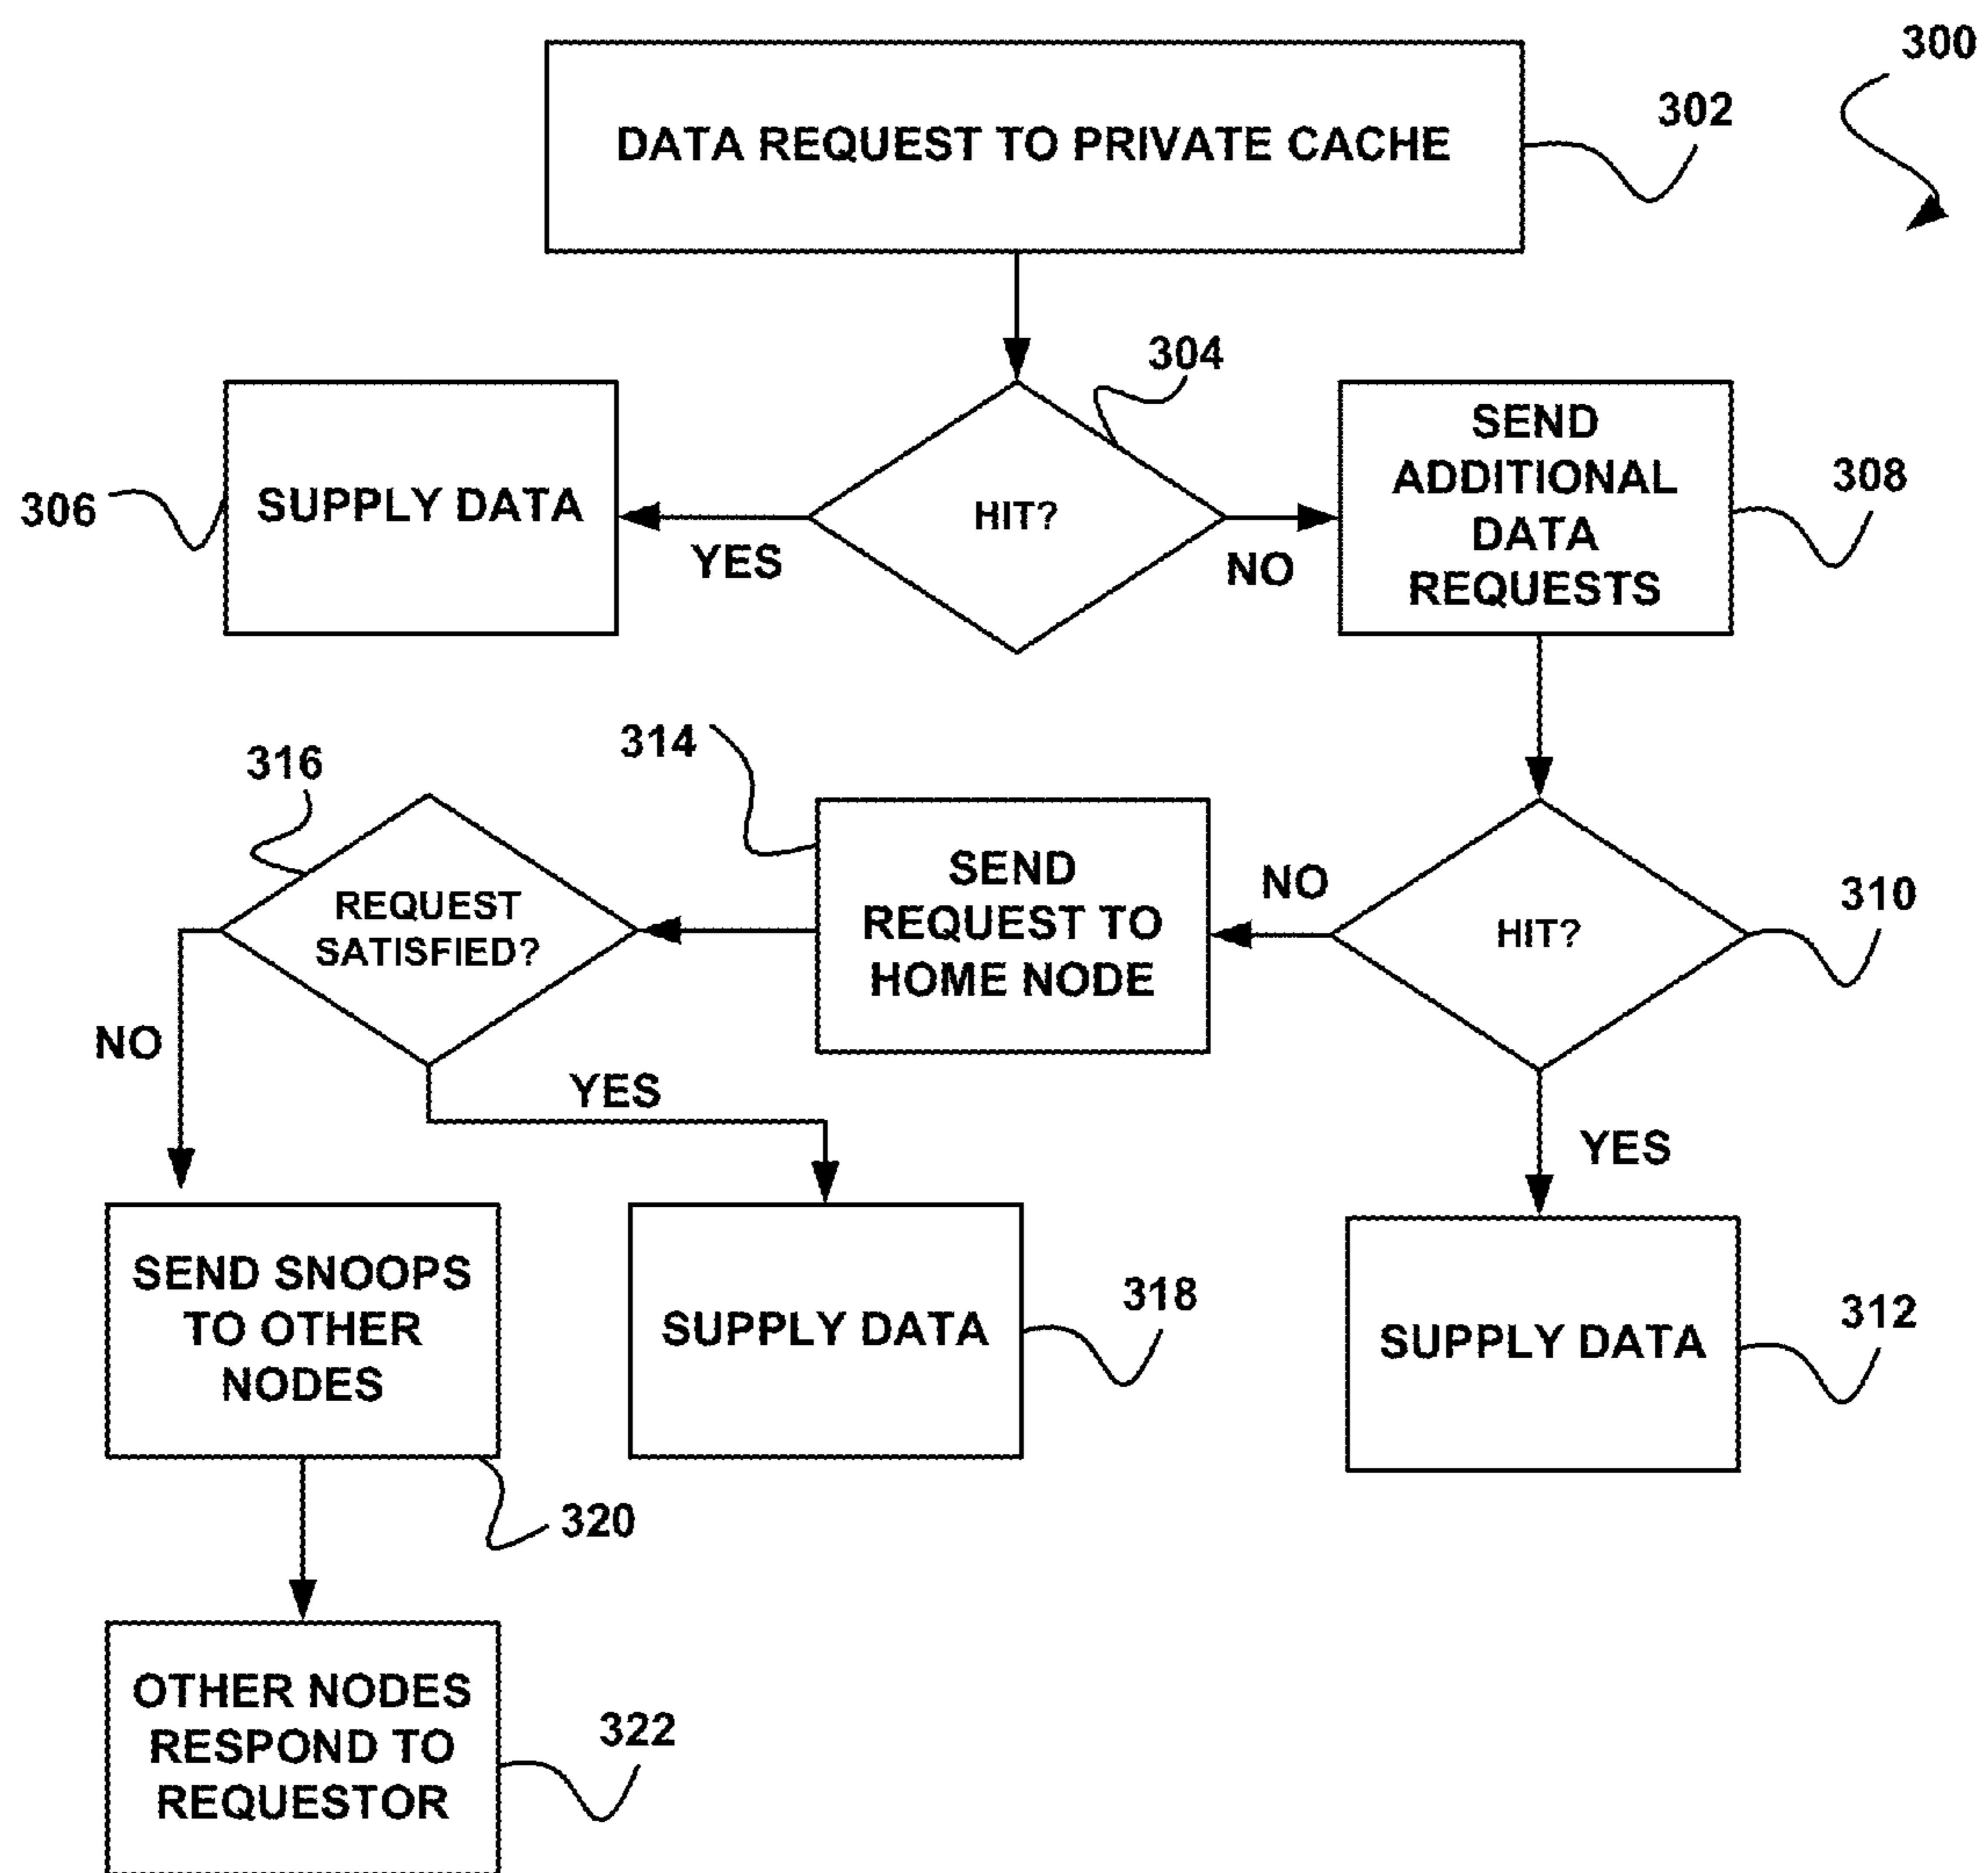 300
DATA REQUEST TO PRIVATE CACHE
302
304
SUPPLY DATA
306
HIT?
YES
NO
SEND
ADDITIONAL
DATA
REQUESTS
308
316
314
REQUEST
SATISFIED?
SEND
REQUEST TO
HOME NODE
NO
HIT?
310
NO
YES
YES
SEND SNOOPS
TO OTHER
NODES
320
SUPPLY DATA
318
SUPPLY DATA
312
OTHER NODES
RESPOND TO
REQUESTOR
322